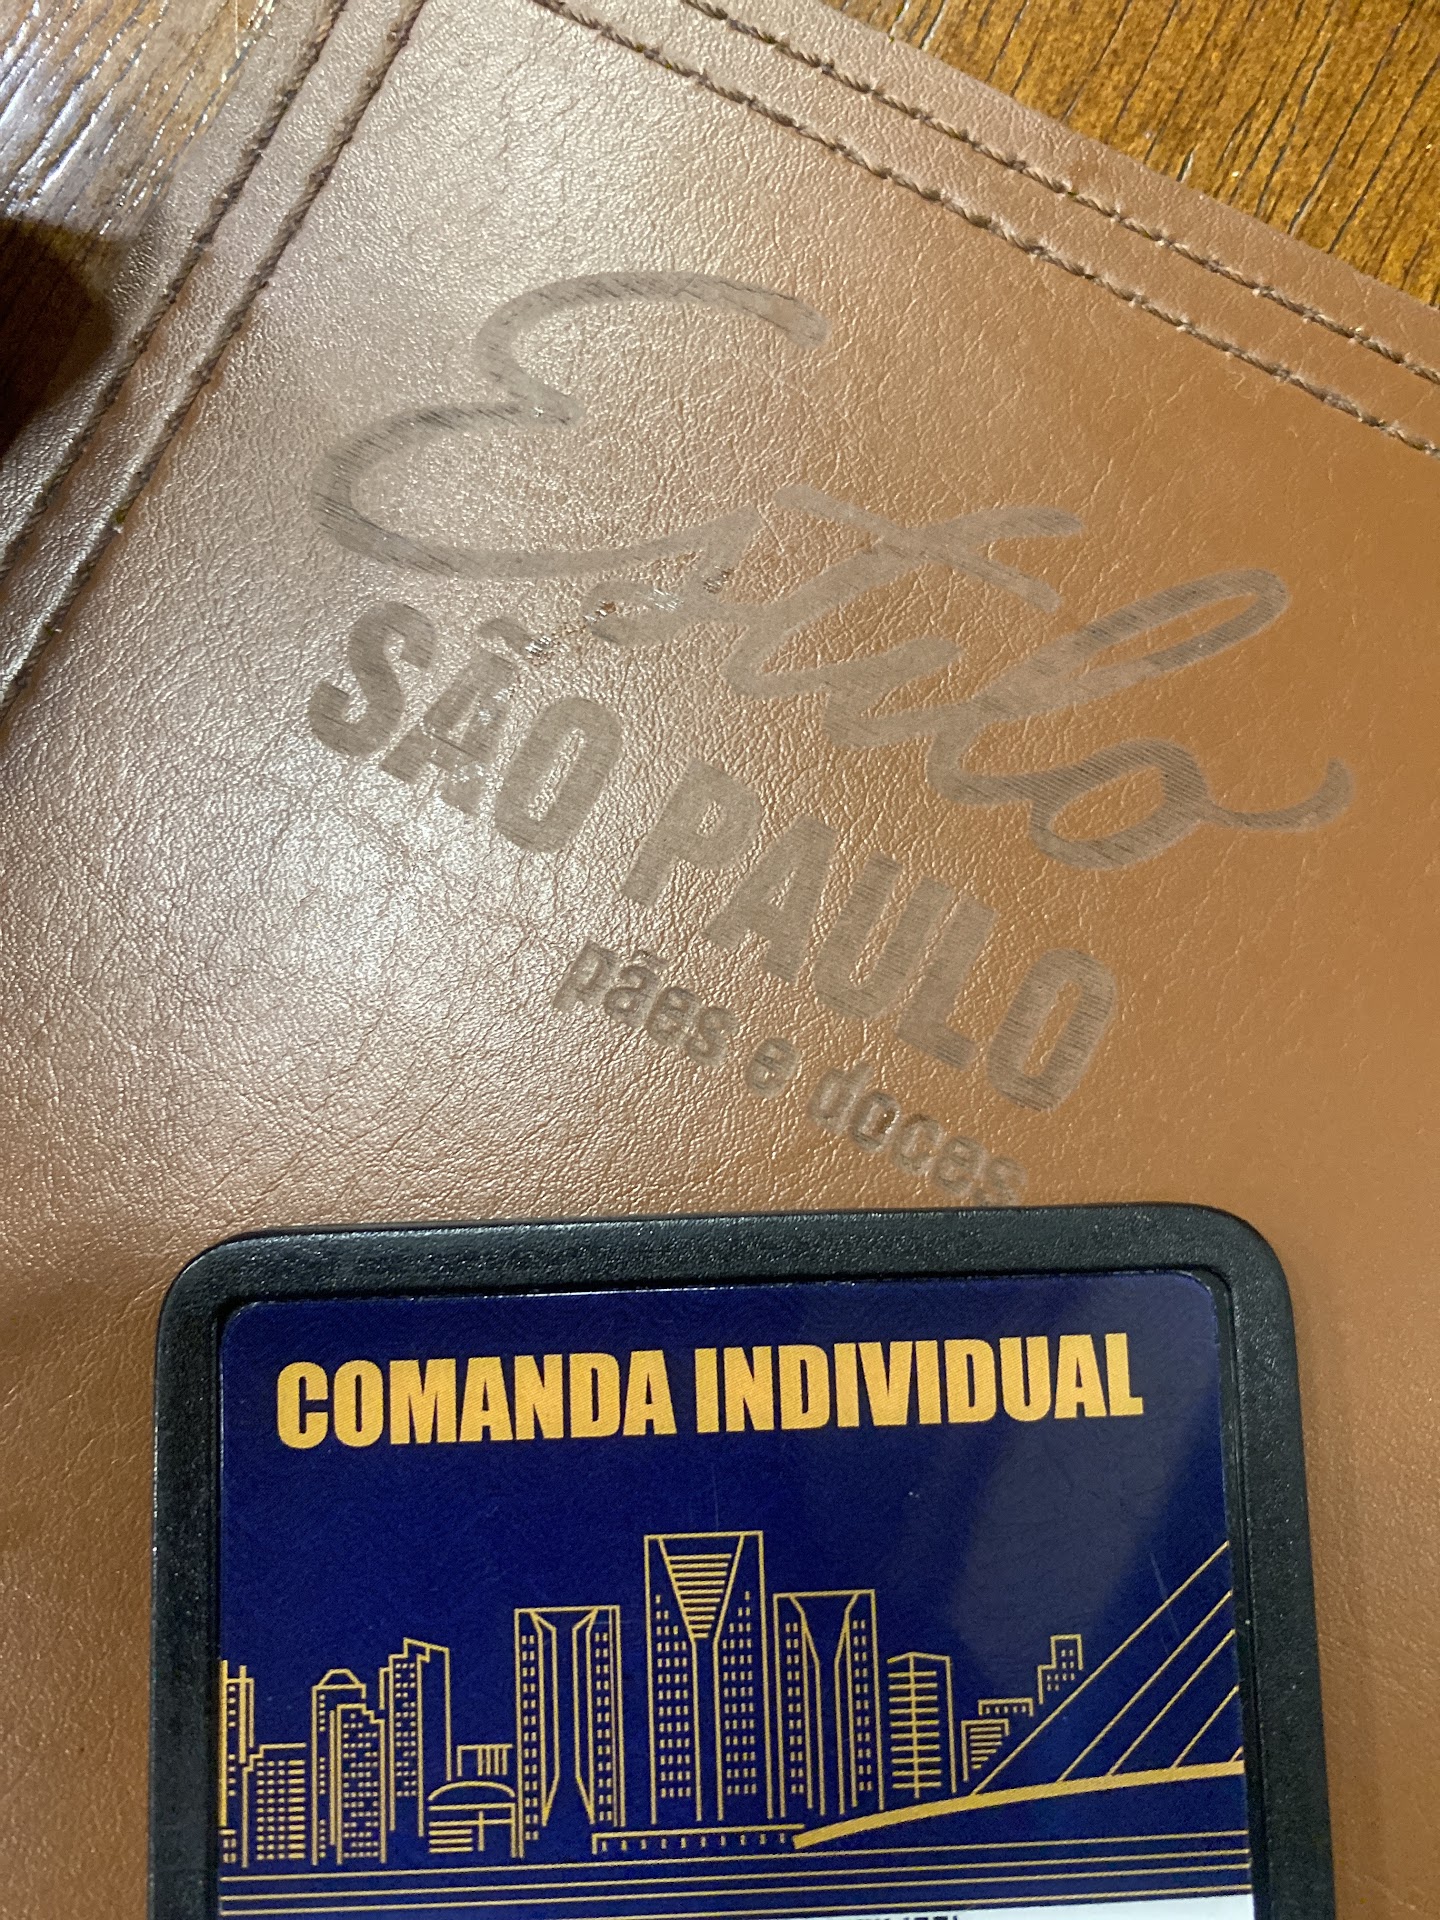 Estilo
SÃO PAULO
pães e doces
COMANDA INDIVIDUAL